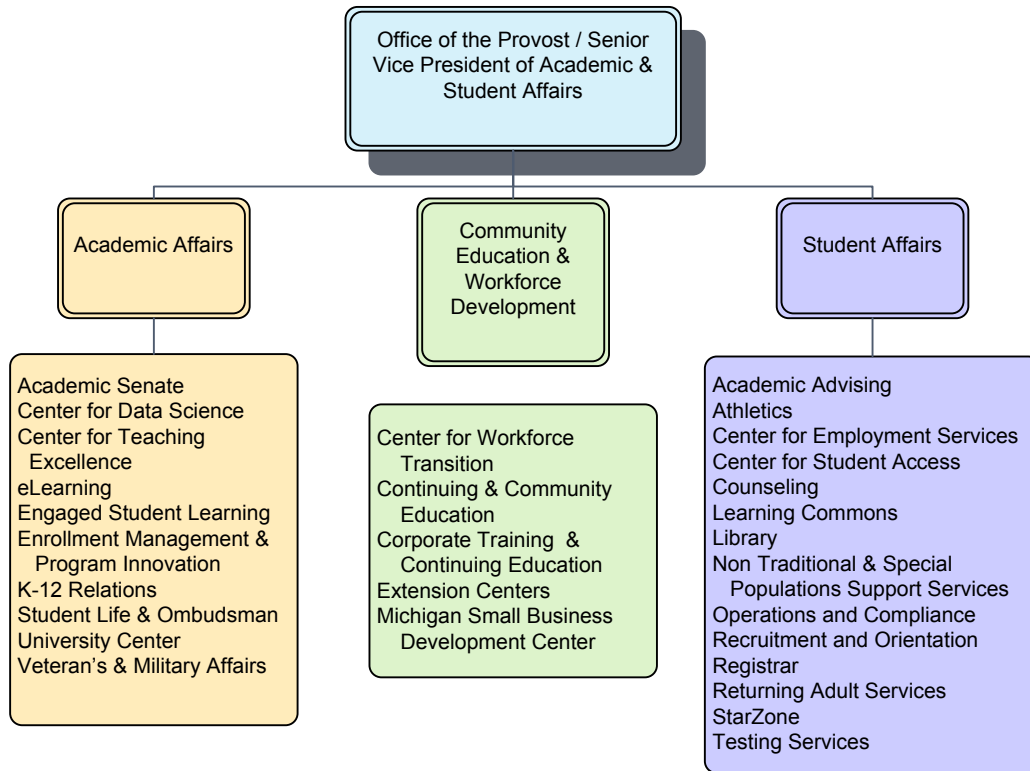 Office of the Provost / Senior
Vice President of Academic &
Student Affairs
Academic Affairs
Community
Education &
Workforce
Development
Student Affairs
Academic Senate
Center for Data Science
Center for Teaching
Excellence
eLearning
Engaged Student Learning
Enrollment Management &
Program Innovation
K-12 Relations
Student Life & Ombudsman
University Center
Veteran’s & Military Affairs
Center for Workforce
Transition
Continuing & Community
Education
Corporate Training &
Continuing Education
Extension Centers
Michigan Small Business
Development Center
Academic Advising
Athletics
Center for Employment Services
Center for Student Access
Counseling
Learning Commons
Library
Non Traditional & Special
Populations Support Services
Operations and Compliance
Recruitment and Orientation
Registrar
Returning Adult Services
StarZone
Testing Services